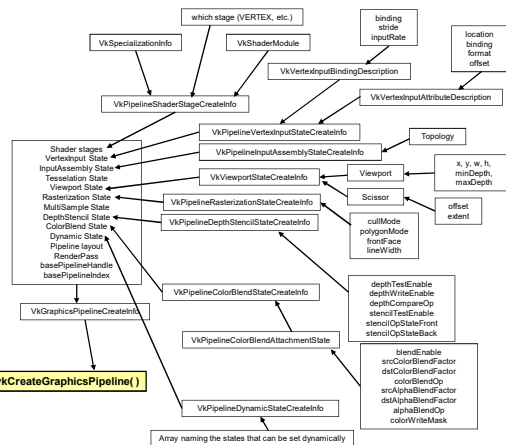 which stage (VERTEX, etc.)
binding
stride
inputRate
location
binding
format
offset
VkSpecializationInfo
VkShaderModule
VkVertexInputBindingDescription
VkPipelineShaderStageCreateInfo
VkVertexInputAttributeDescription
VkPipelineVertexInputStateCreateInfo
Topology
VkPipelineInputAssemblyStateCreateInfo
Shader stages
VertexInput State
InputAssembly State
Tesselation State
Viewport State
Rasterization State
MultiSample State
DepthStencil State
ColorBlend State
Dynamic State
Pipeline layout
RenderPass
basePipelineHandle
basePipelineIndex
VkViewportStateCreateInfo
Viewport
x, y, w, h,
minDepth,
maxDepth
Scissor
offset
extent
VkPipelineRasterizationStateCreateInfo
cullMode
polygonMode
frontFace
lineWidth
VkPipelineDepthStencilStateCreateInfo
depthTestEnable
depthWriteEnable
depthCompareOp
stencilTestEnable
stencilOpStateFront
stencilOpStateBack
VkPipelineColorBlendStateCreateInfo
VkGraphicsPipelineCreateInfo
VkPipelineColorBlendAttachmentState
blendEnable
srcColorBlendFactor
dstColorBlendFactor
colorBlendOp
srcAlphaBlendFactor
dstAlphaBlendFactor
alphaBlendOp
colorWriteMask
vkCreateGraphicsPipeline( )
VkPipelineDynamicStateCreateInfo
Array naming the states that can be set dynamically